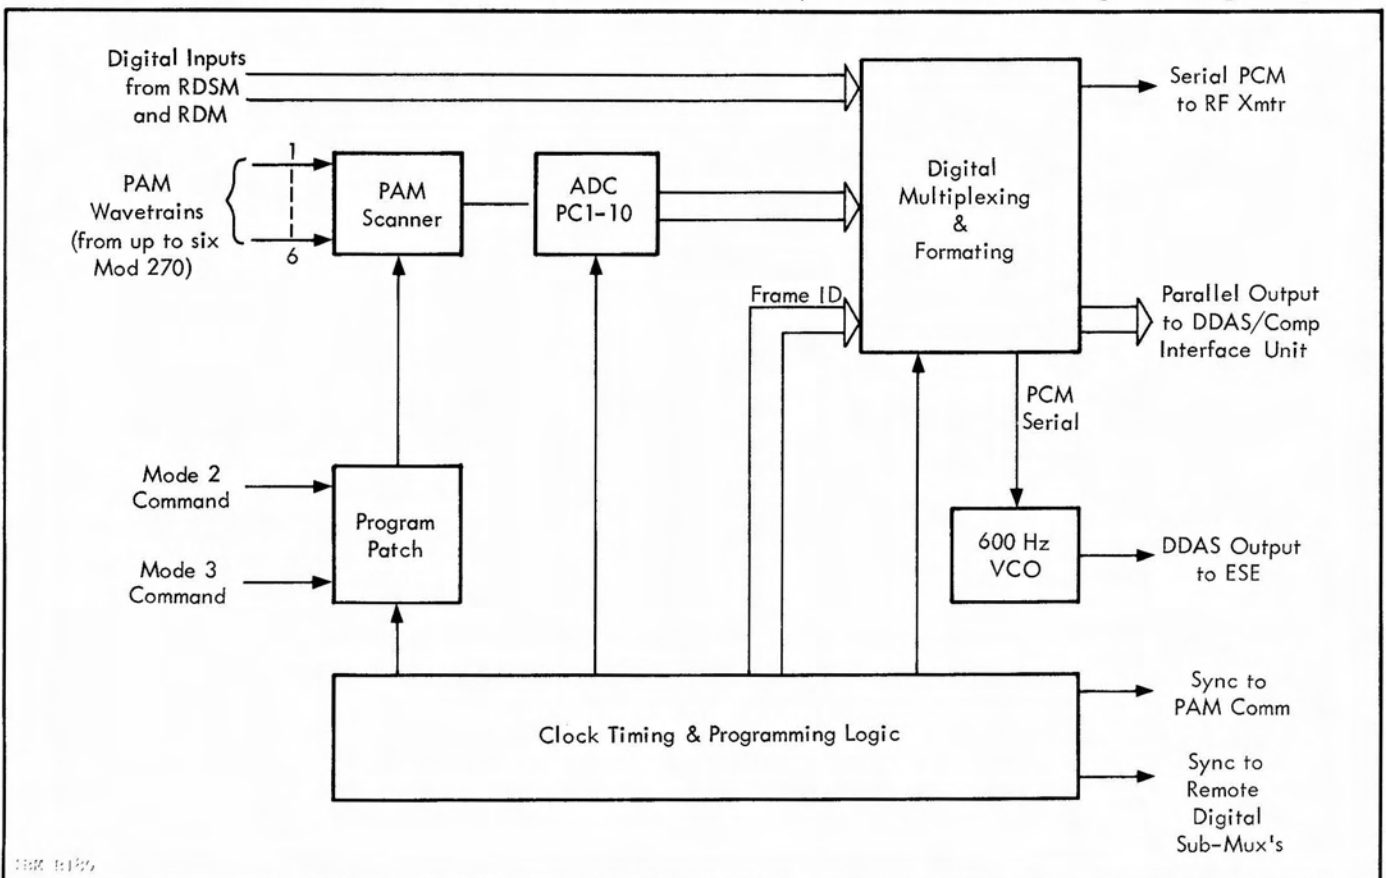 Digital Inputs
from RDSM
and RDM
PAM
Wavetrains
(from up to six
Mod 270)
1
6
PAM
Scanner
ADC
PC1-10
Digital
Multiplexing
&
Formating
Serial PCM
to RF Xmtr
Frame ID
Parallel Output
to DDAS/Comp
Interface Unit
PCM
Serial
Mode 2
Command
Mode 3
Command
Program
Patch
600 Hz
VCO
DDAS Output
to ESE
Clock Timing & Programming Logic
Sync to
PAM Comm
Sync to
Remote
Digital
Sub-Mux's